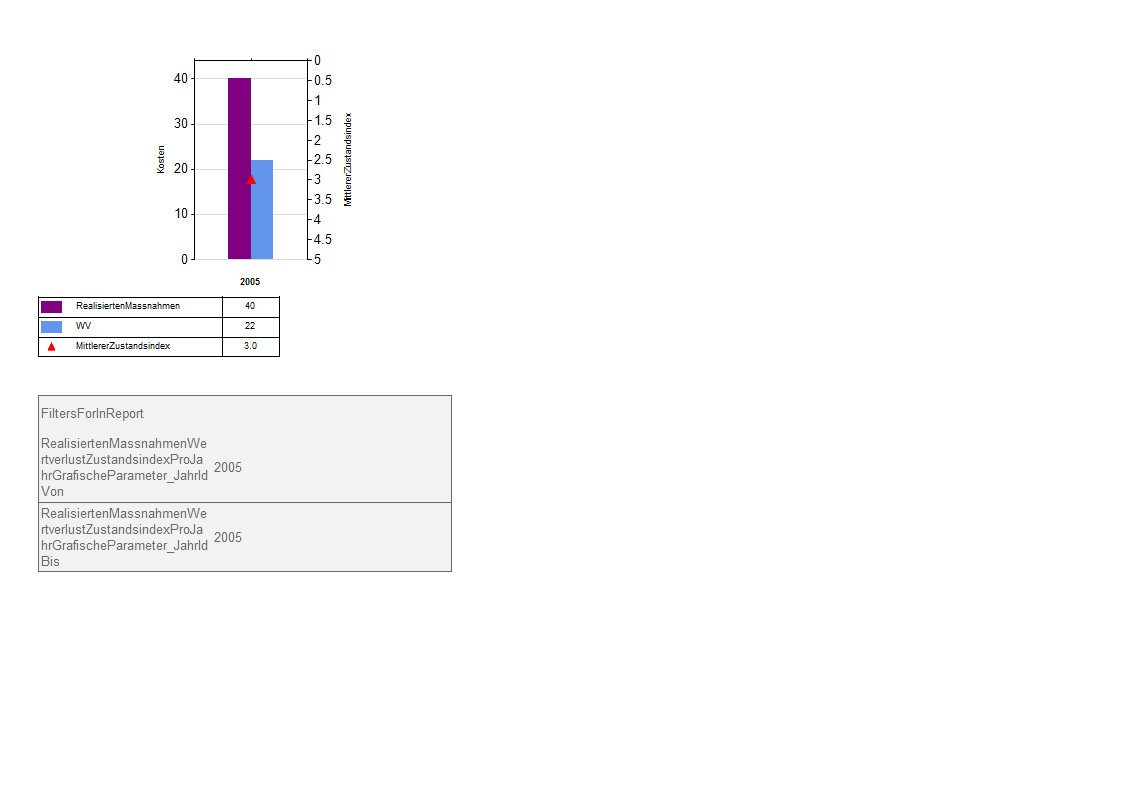 0
40
0.5
1
30
1.5
Kosten
2
MittlererZustandsindex
20
2.5
3
3.5
10
4
4.5
0
5
2005
RealisiertenMassnahmen 40
WV 22
MittlererZustandsindex 3.0
FiltersForInReport
RealisiertenMassnahmenWe
rtverlustZustandsindexProJa
hrGrafischeParameter_JahrId
Von
2005
RealisiertenMassnahmenWe
rtverlustZustandsindexProJa
hrGrafischeParameter_JahrId
Bis
2005